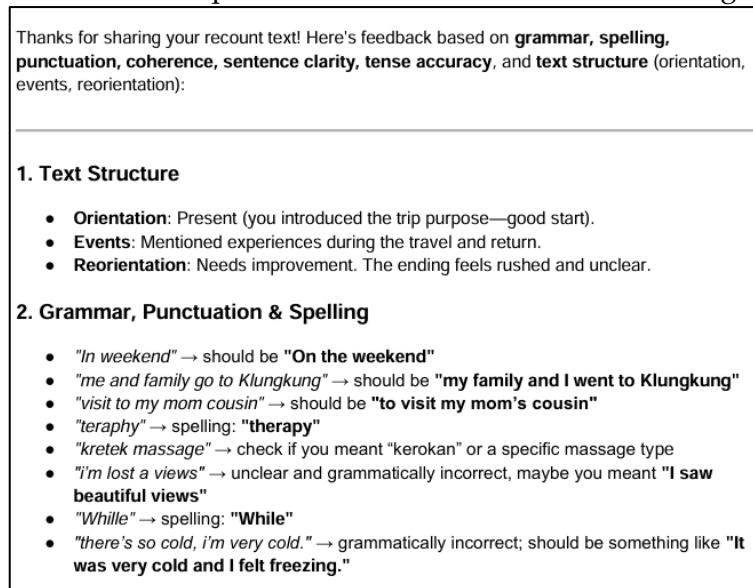 Thanks for sharing your recount text! Here's feedback based on grammar, spelling,
punctuation, coherence, sentence clarity, tense accuracy, and text structure (orientation,
events, reorientation):
1. Text Structure
● Orientation: Present (you introduced the trip purpose—good start).
● Events: Mentioned experiences during the travel and return.
● Reorientation: Needs improvement. The ending feels rushed and unclear.
2. Grammar, Punctuation & Spelling
● "In weekend" → should be "On the weekend"
● "me and family go to Klungkung" → should be "my family and I went to Klungkung"
● "visit to my mom cousin" → should be "to visit my mom's cousin"
● "teraphy" → spelling: "therapy"
● "kretek massage" → check if you meant “kerokan” or a specific massage type
● "i'm lost a views" → unclear and grammatically incorrect, maybe you meant "I saw
beautiful views"
● "Whille" → spelling: "While"
● "there's so cold, i'm very cold." → grammatically incorrect; should be something like "It
was very cold and I felt freezing."